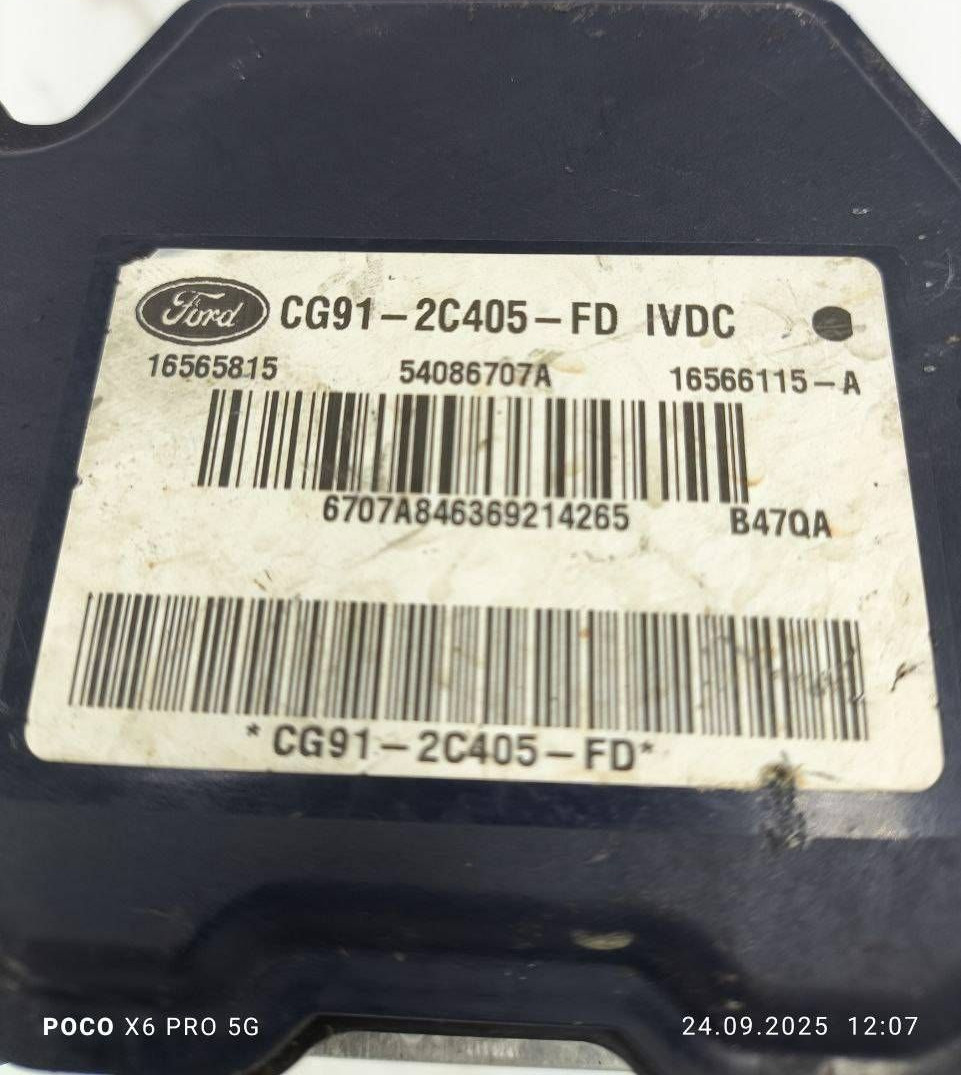 Ford CG91-2C405-FD IVDC
16565815 54086707A 16566115-A
6707A846369214265 B47QA
*CG91-2C405-FD*
POCO X6 PRO 5G 24.09.2025 12:07